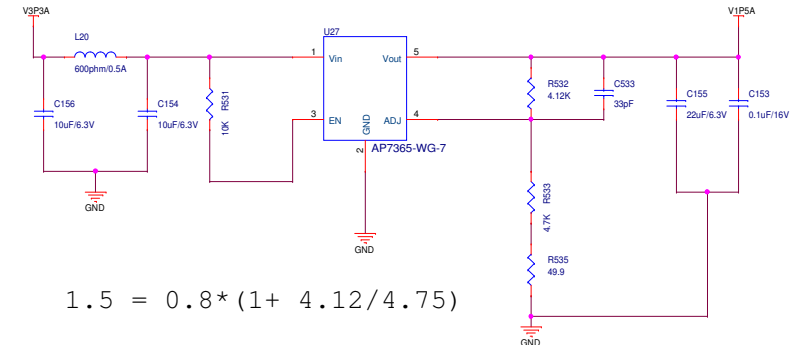 V3P3A
V1P5A
L20
600phm/0.5A
U27
1
Vin
Vout
5
R532
4.12K
C533
33pF
C156
10uF/6.3V
C154
10uF/6.3V
R531
10K
3
EN
GND
ADJ
4
2
AP7365-WG-7
C155
22uF/6.3V
C153
0.1uF/16V
R533
4.7K
GND
GND
R535
49.9
1.5 = 0.8*(1+ 4.12/4.75)
GND